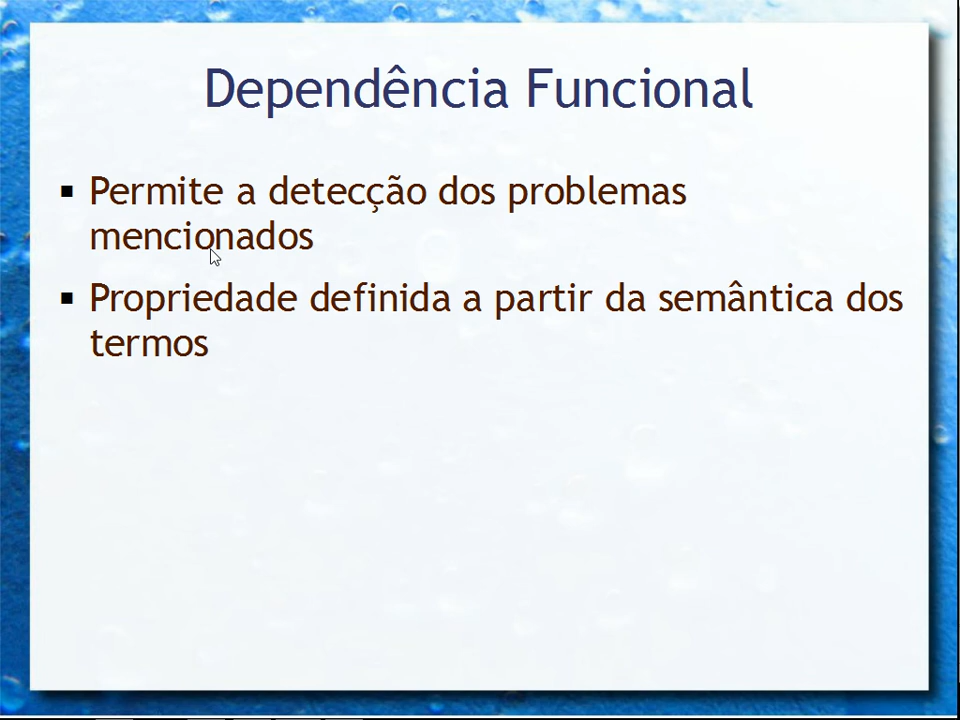 Dependência Funcional
▪ Permite a detecção dos problemas
mencionados
▪ Propriedade definida a partir da semântica dos
termos